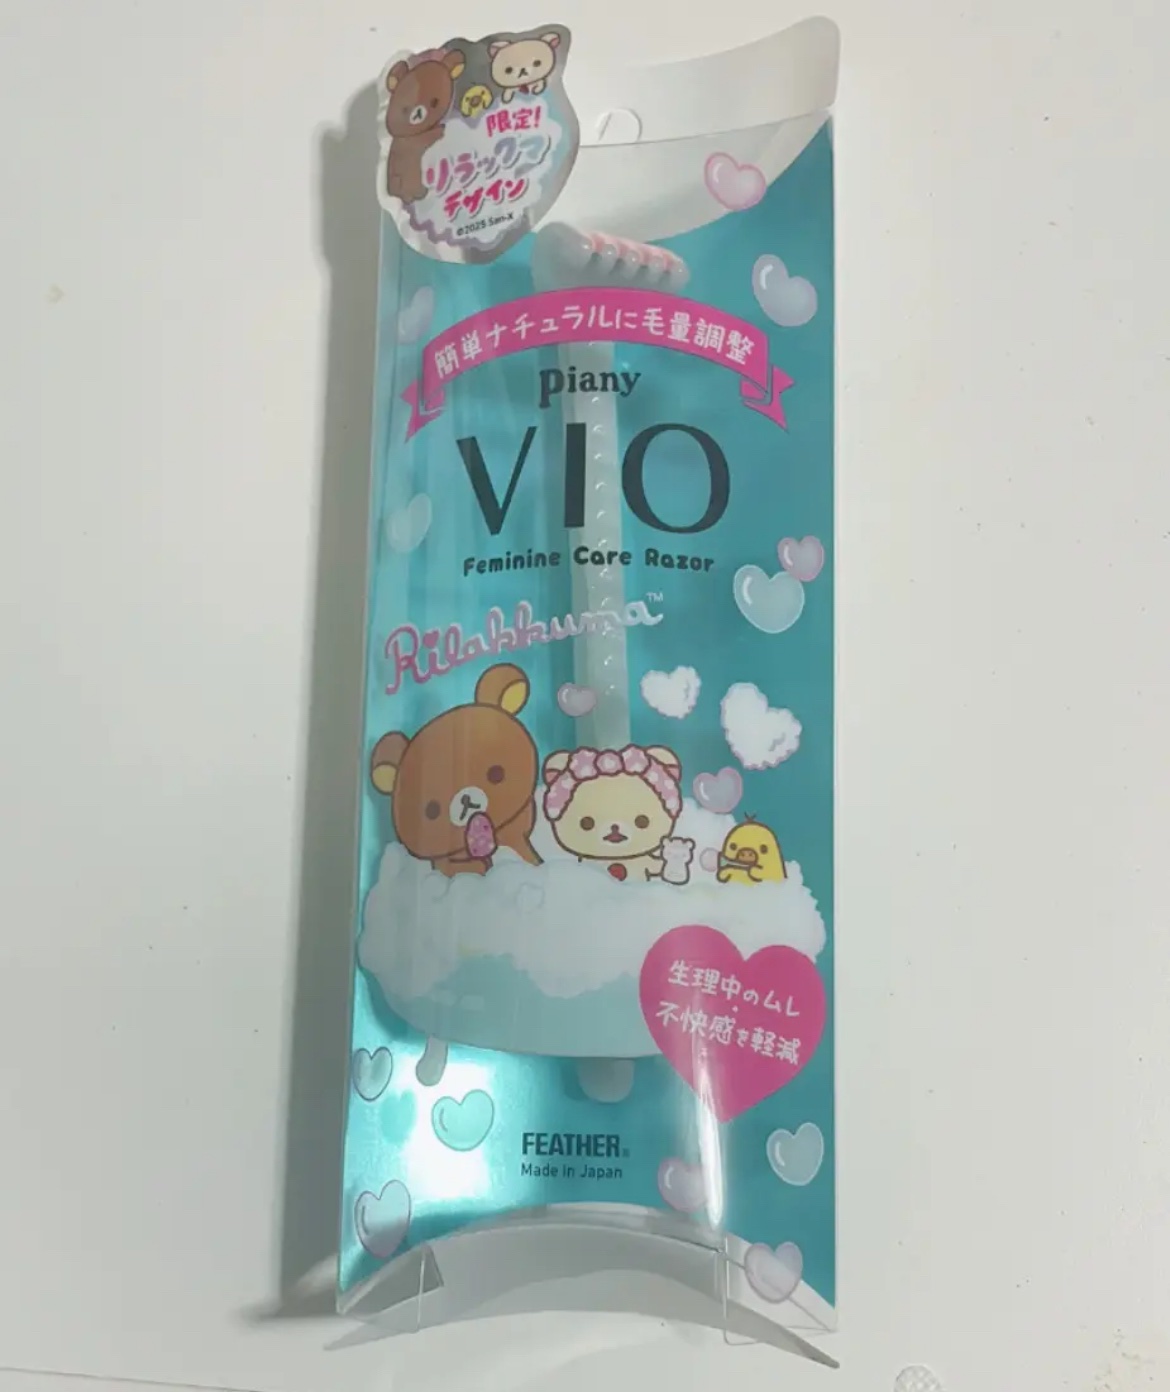 限定!
リラックマ
デザイン
©2025 San-X
簡単ナチュラルに毛量調整
Piany
VIO
Feminine Care Razor
Rilakkuma™
生理中のムレ
・
不快感を軽減
FEATHER®
Made in Japan